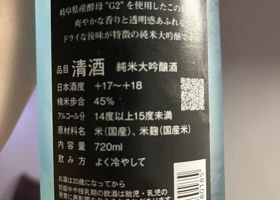 岐阜県産酵母“G2”を使用したこの
爽やかな香りと透明感あふれる
ドライな後味が特徴の純米大吟醸で
品目 清酒 純米大吟醸酒
日本酒度 +17〜+18
精米歩合 45%
アルコール分 14度以上15度未満
原材料名 米(国産)、米麹(国産米)
内容量 720ml
飲み方 よく冷やして
お酒は20歳になってから
妊娠中や授乳期の飲酒は胎児・乳児の